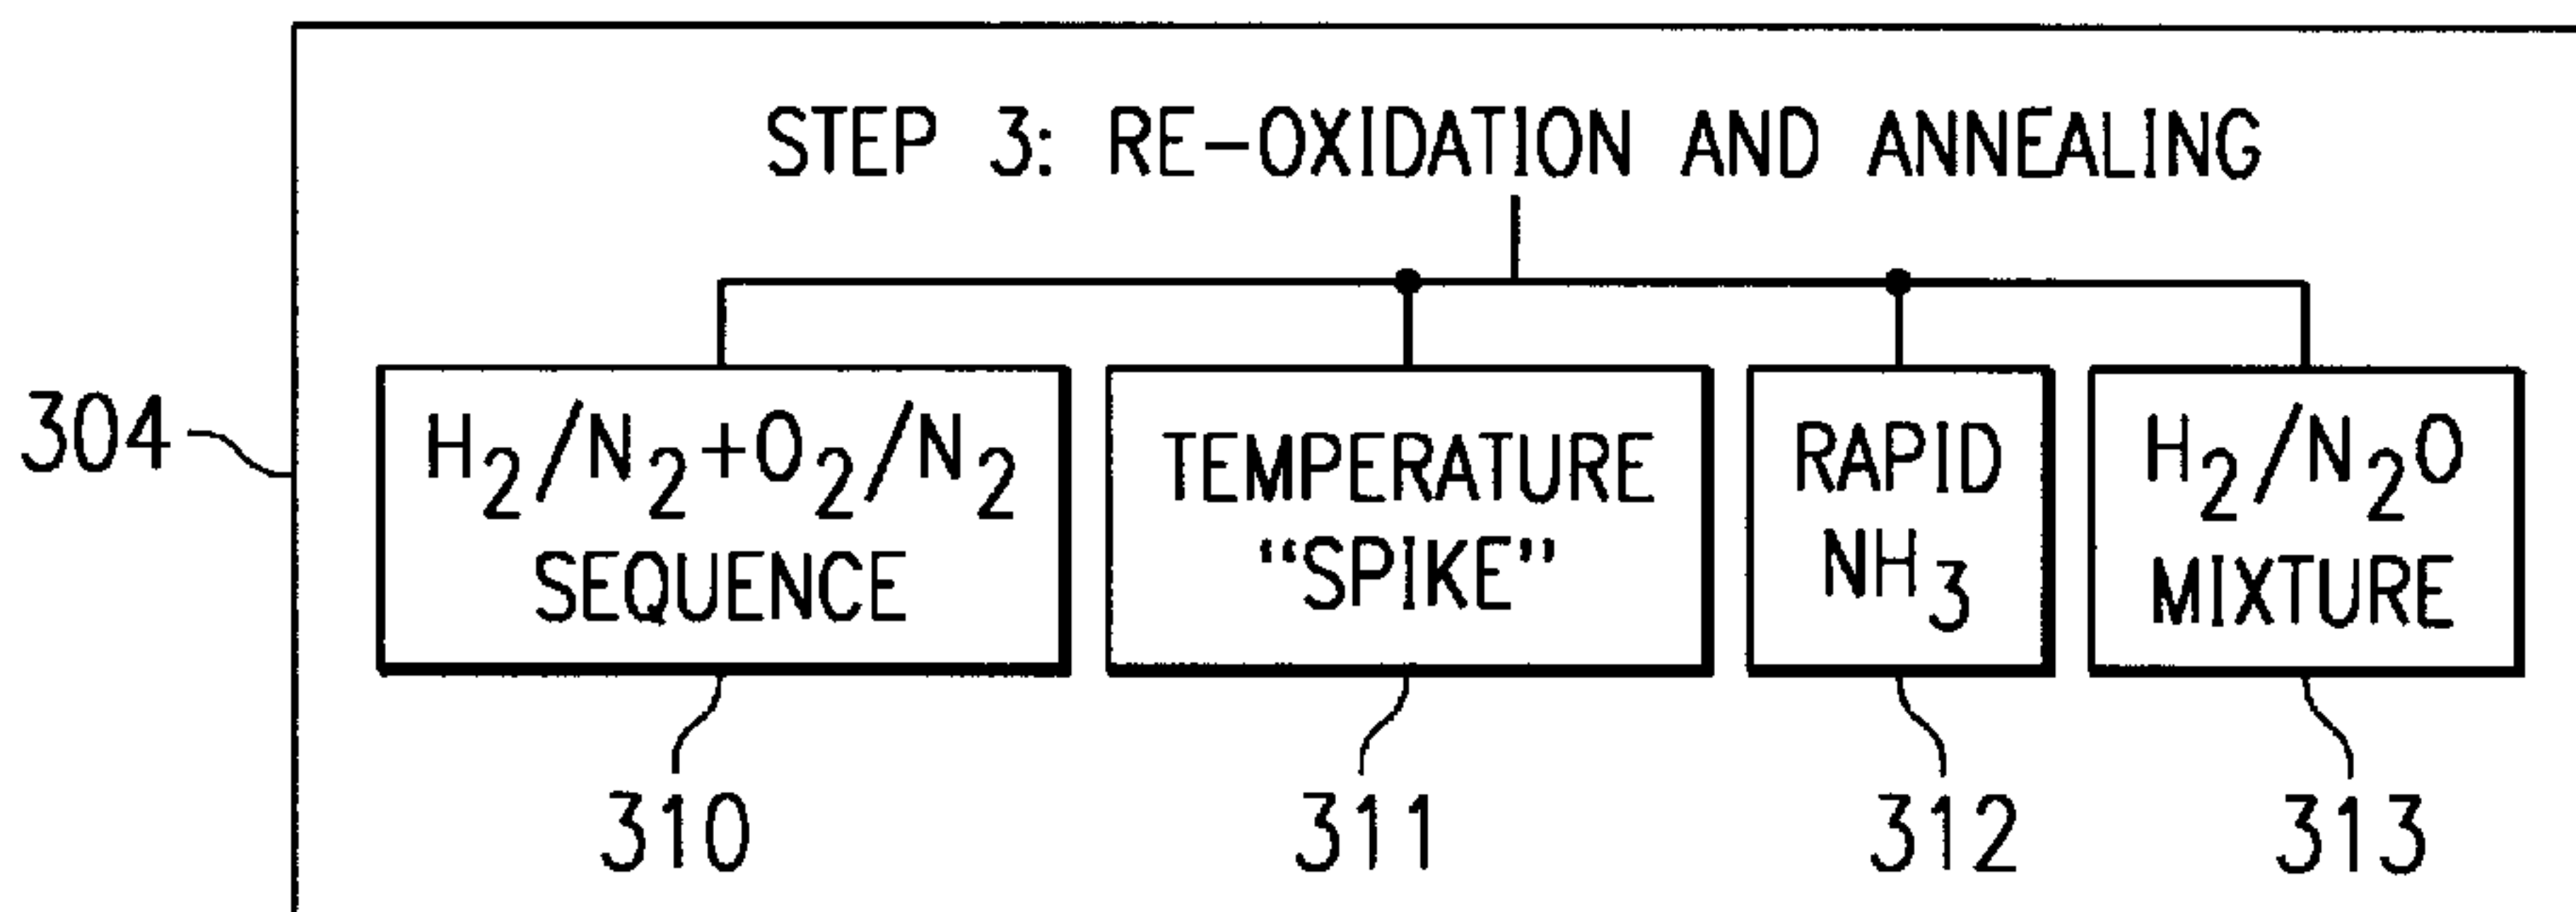 STEP 3: RE-OXIDATION AND ANNEALING
304
H2/N2+O2/N2
SEQUENCE
TEMPERATURE
“SPIKE”
RAPID
NH3
H2/N2O
MIXTURE
310
311
312
313